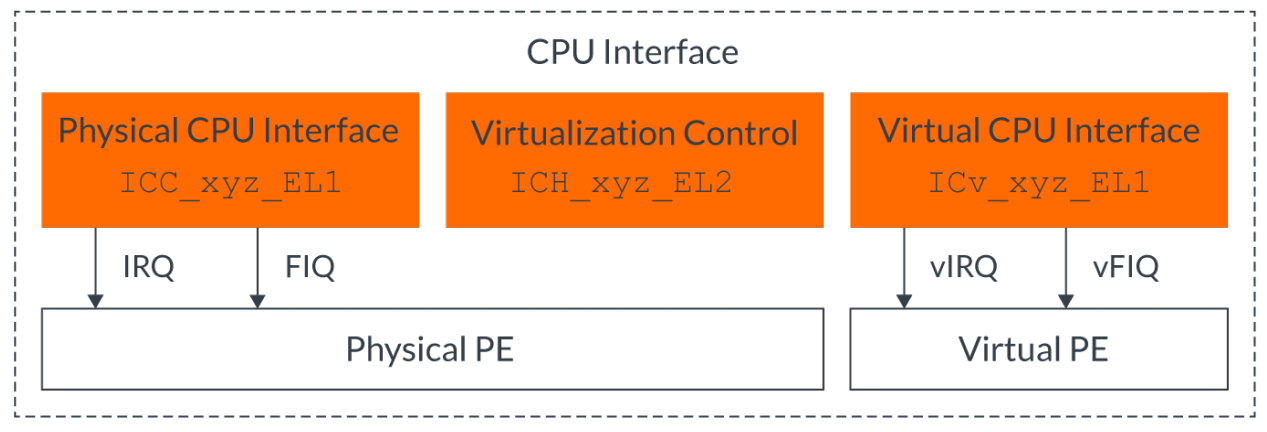 CPU Interface
Physical CPU Interface
ICC_xyz_EL1
Virtualization Control
ICH_xyz_EL2
Virtual CPU Interface
ICv_xyz_EL1
IRQ
FIQ
vIRQ
vFIQ
Physical PE
Virtual PE